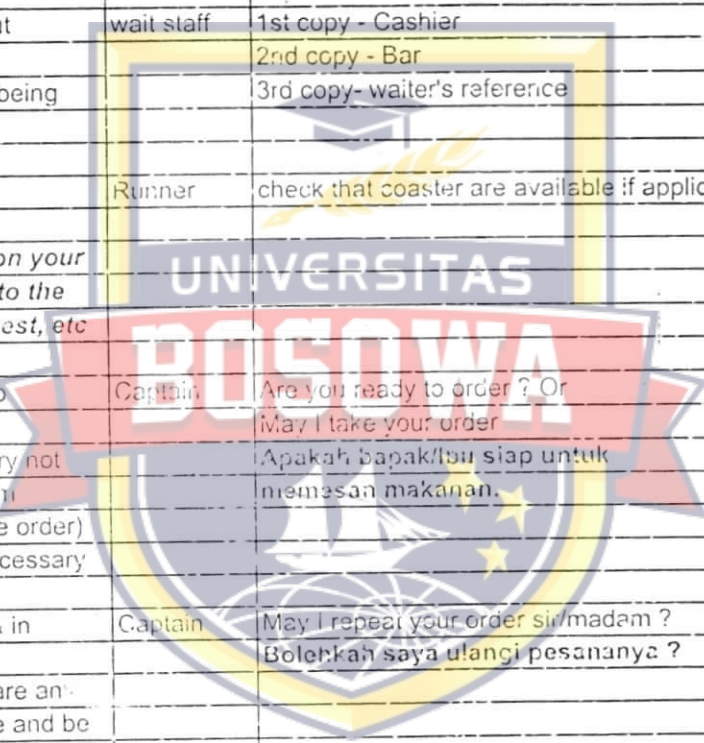 wait staff 1st copy - Cashier
2nd copy - Bar
being 3rd copy- waiter's reference
Runner check that coaster are available if applic
on your
to the
UNIVERSITAS
est, etc
BOSOWA
Captain Are you ready to order ? Or
May I take your order
ry not Apakah bapak/Ibu siap untuk
memesan makanan.
e order)
cessary
in Captain May I repeat your order sir/madam ?
Bolehkah saya ulangi pesananya ?
are
e and be